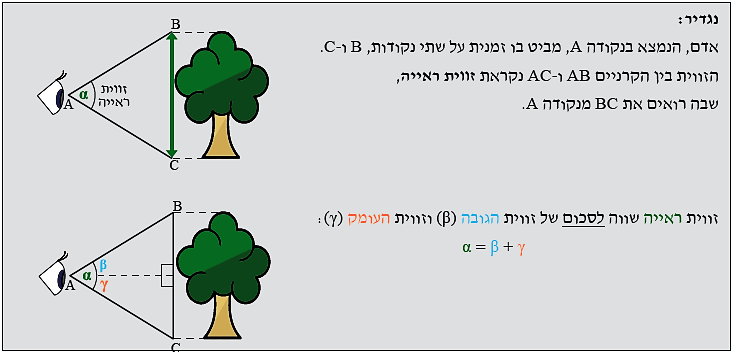 נגדיר:
אדם, הנמצא בנקודה A, מביט בו זמנית על שתי נקודות, B ו-C.
הזווית בין הקרניים AB ו-AC נקראת זווית ראייה,
שבה רואים את BC מנקודה A.
B
α
זווית
ראייה
A
C
זווית ראייה שווה לסכום של זווית הגובה (β) וזווית העומק (γ):
α = β + γ
B
β
α
γ
A
C